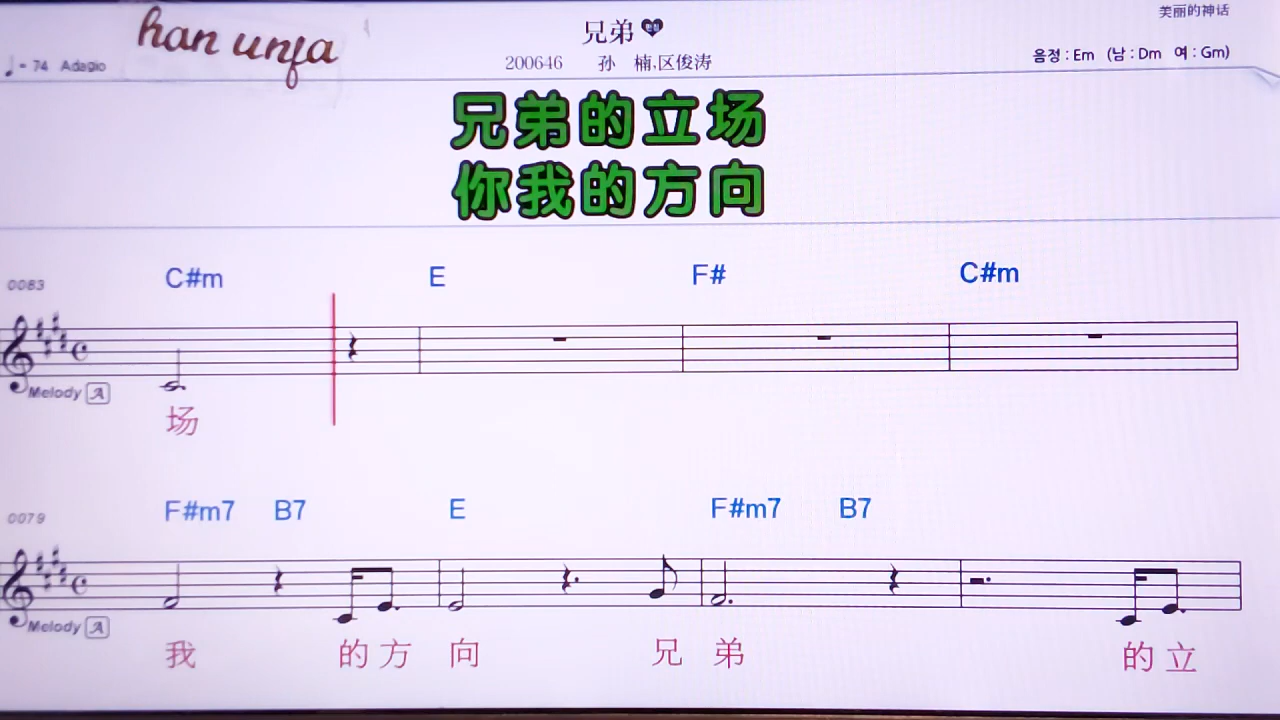 美丽的神话
han unfa
兄弟
♩= 74 Adagio
200646 孙 楠,区俊涛
음정 : Em (남 : Dm 여 : Gm)
兄弟的立场
你我的方向
C#m E F# C#m
0083
Melody A
场
F#m7 B7 E F#m7 B7
0079
Melody A
我 的 方 向 兄 弟 的 立